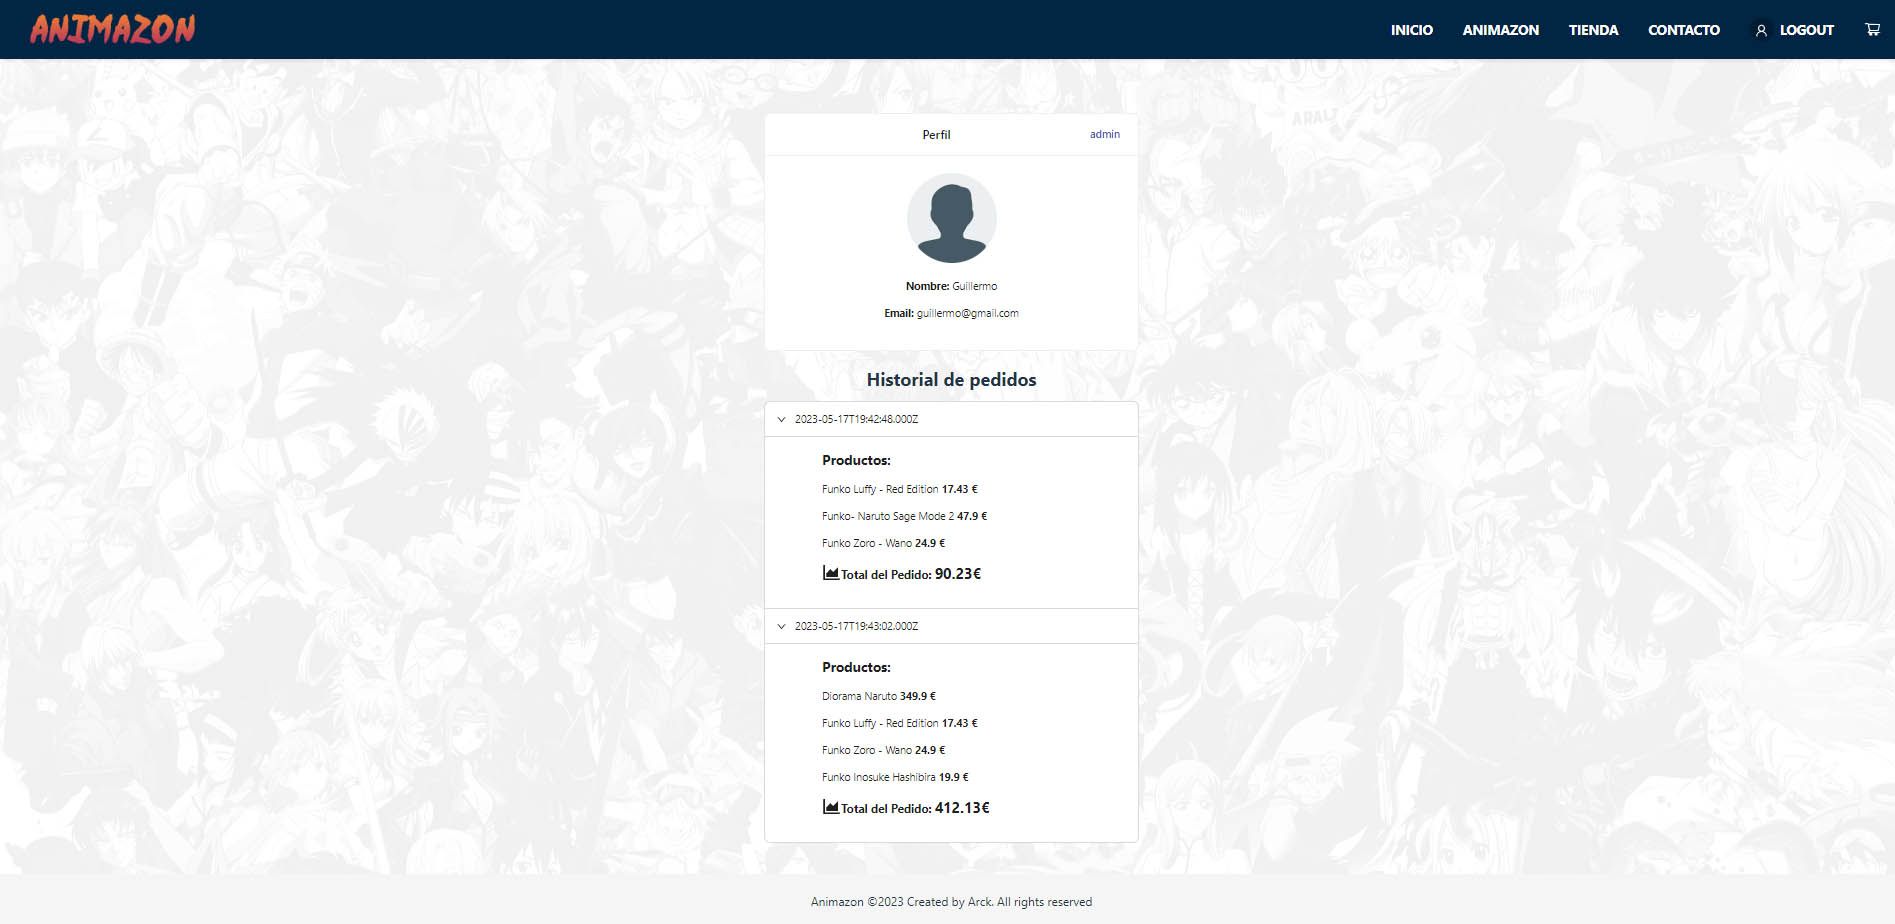 ANIMAZON
INICIO ANIMAZON TIENDA CONTACTO LOGOUT
ARALE
Perfil admin
Nombre: Guillermo
Email: guillermo@gmail.com
Historial de pedidos
2023-05-17T19:42:48.000Z
Productos:
Funko Luffy - Red Edition 17.43 €
Funko- Naruto Sage Mode 2 47.9 €
Funko Zoro - Wano 24.9 €
Total del Pedido: 90.23€
2023-05-17T19:43:02.000Z
Productos:
Diorama Naruto 349.9 €
Funko Luffy - Red Edition 17.43 €
Funko Zoro - Wano 24.9 €
Funko Inosuke Hashibira 19.9 €
Total del Pedido: 412.13€
Animazon ©2023 Created by Arck. All rights reserved